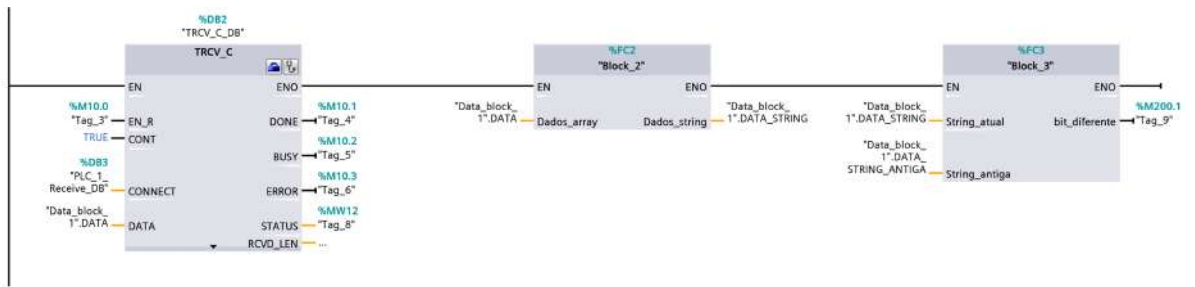 %DB2
"TRCV_C_DB"
TRCV_C
EN
ENO
%M10.0
"Tag_3"
EN_R
TRUE
CONT
%DB3
"PLC_1_
Receive_DB"
CONNECT
"Data_block_
1".DATA
DATA
%M10.1
DONE
"Tag_4"
%M10.2
BUSY
"Tag_5"
%M10.3
ERROR
"Tag_6"
%MW12
STATUS
"Tag_8"
RCVD_LEN
...
%FC2
"Block_2"
EN
ENO
"Data_block_
1".DATA
Dados_array
Dados_string
"Data_block_
1".DATA_STRING
%FC3
"Block_3"
EN
ENO
"Data_block_
1".DATA_STRING
String_atual
"Data_block_
1".DATA_
STRING_ANTIGA
String_antiga
%M200.1
bit_diferente
"Tag_9"